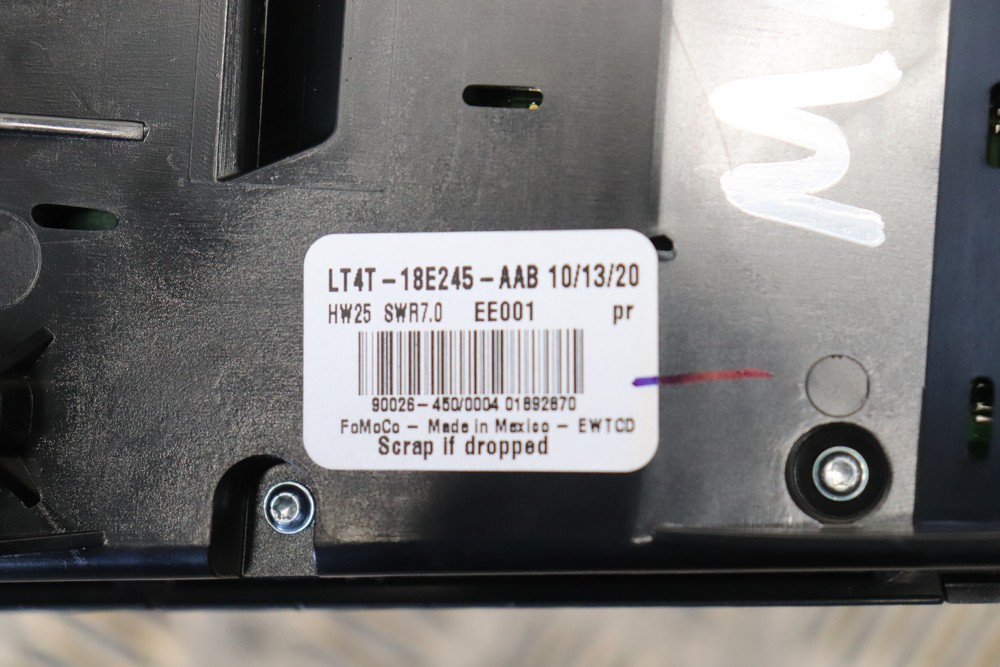 LT4T-18E245-AAB 10/13/20
HW25 SWR7.0 EE001 pr
90026-450/0004 01892870
FoMoCo - Made in Mexico - EWTCD
Scrap if dropped